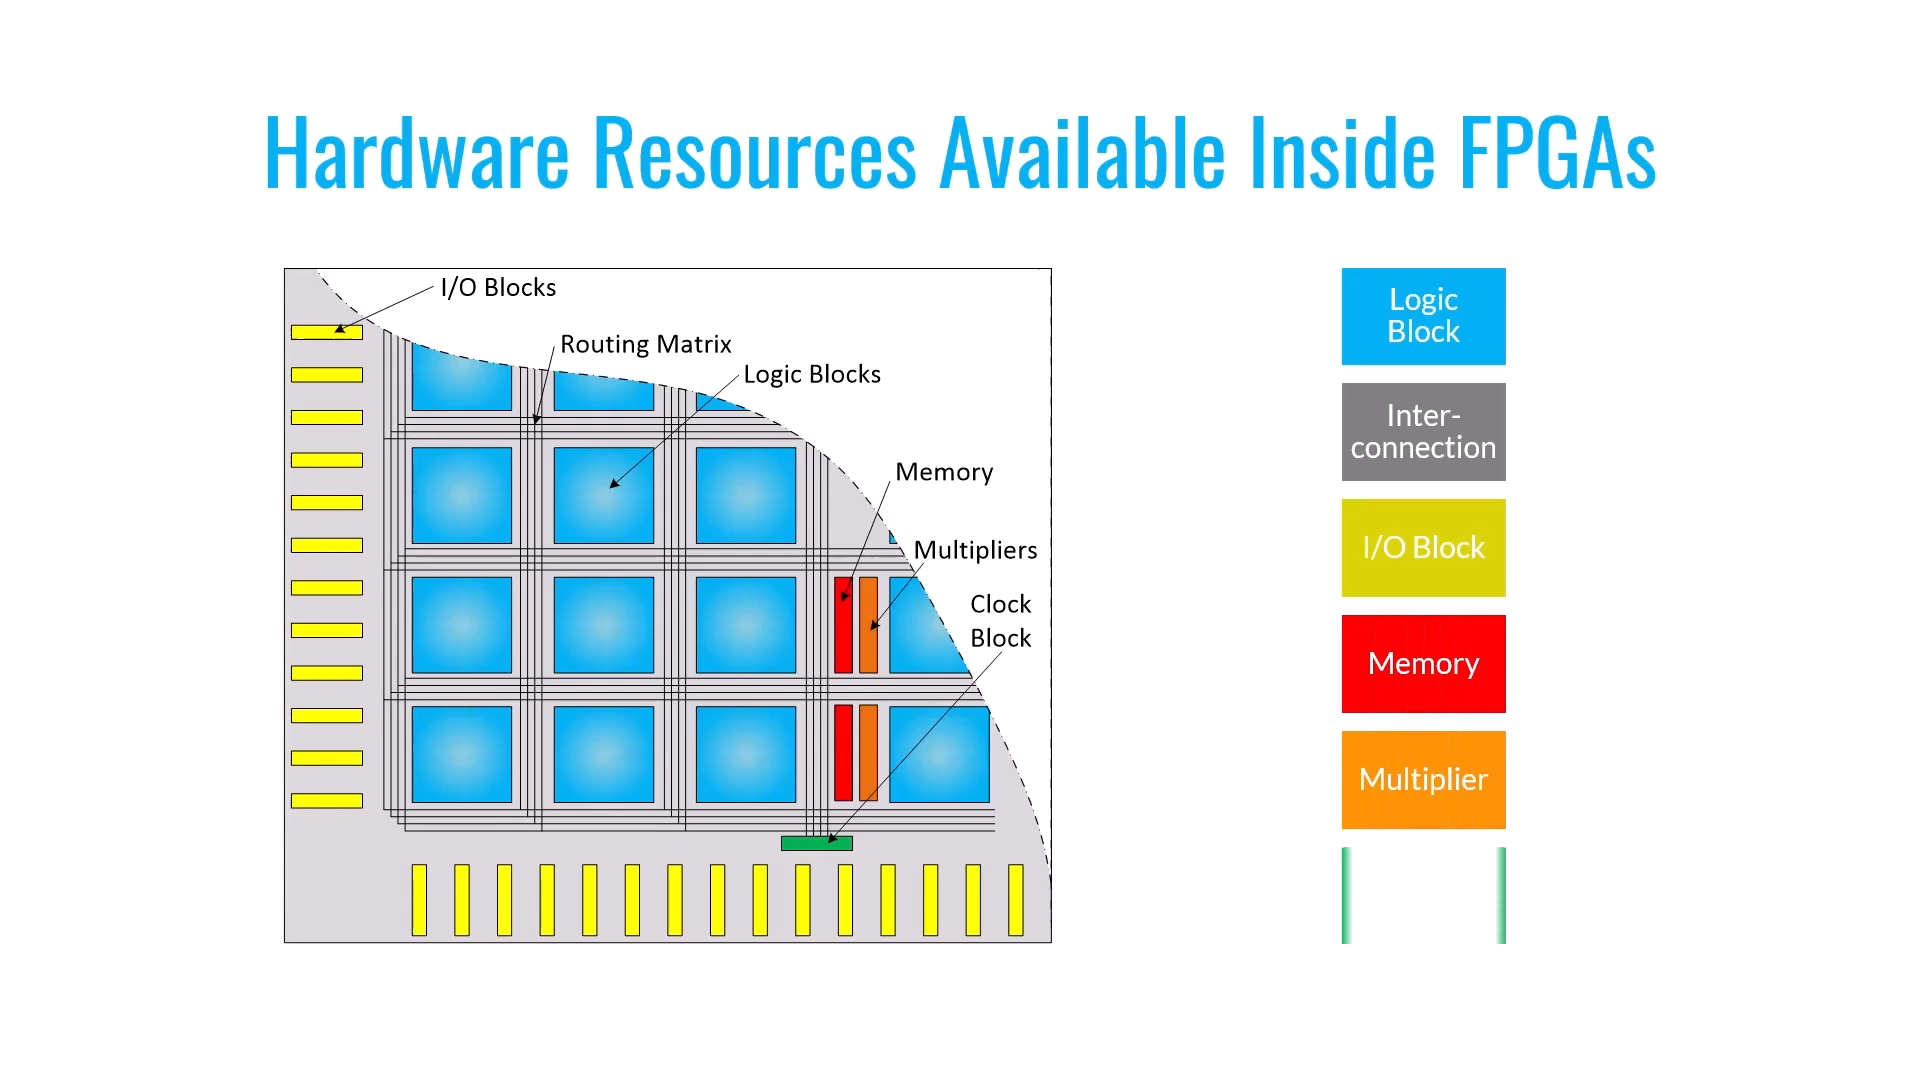 Hardware Resources Available Inside FPGAs
I/O Blocks
Routing Matrix
Logic Blocks
Memory
Multipliers
Clock
Block
Logic
Block
Inter-
connection
I/O Block
Memory
Multiplier